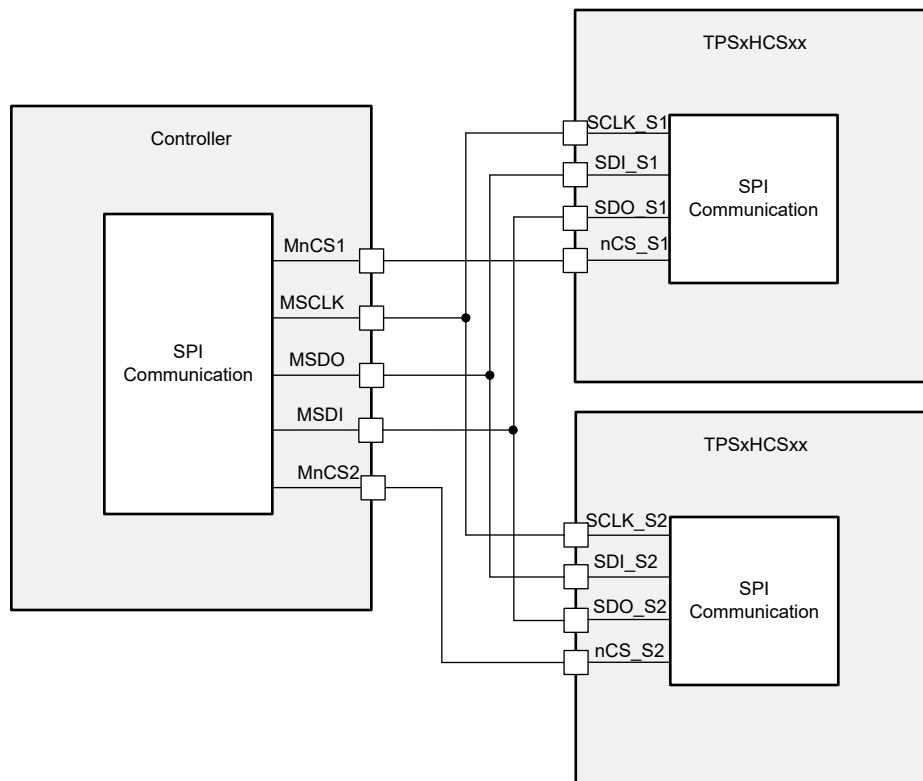 TPSxHCSxx
SCLK_S1
SDI_S1
SDO_S1
nCS_S1
SPI
Communication
Controller
MnCS1
MSCLK
MSDO
MSDI
MnCS2
SPI
Communication
TPSxHCSxx
SCLK_S2
SDI_S2
SDO_S2
nCS_S2
SPI
Communication